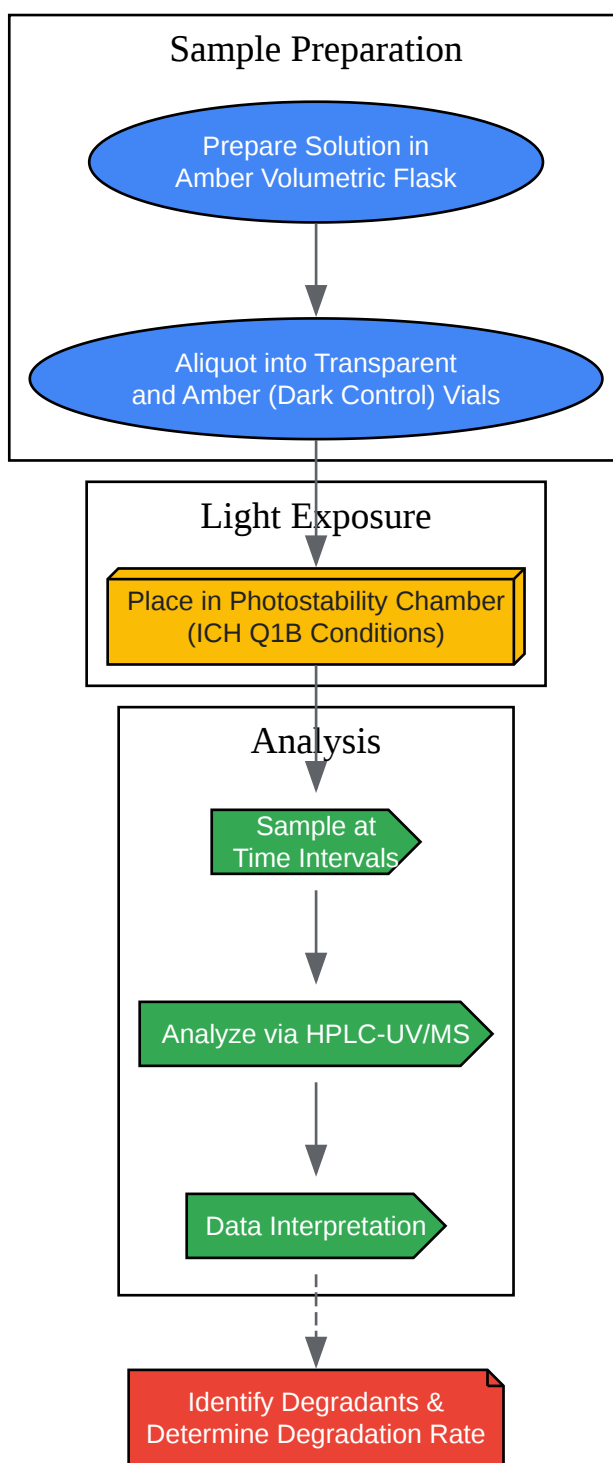 Sample Preparation
Prepare Solution in
Amber Volumetric Flask
Aliquot into Transparent
and Amber (Dark Control) Vials
Light Exposure
Place in Photostability Chamber
(ICH Q1B Conditions)
Analysis
Sample at
Time Intervals
Analyze via HPLC-UV/MS
Data Interpretation
Identify Degradants &
Determine Degradation Rate